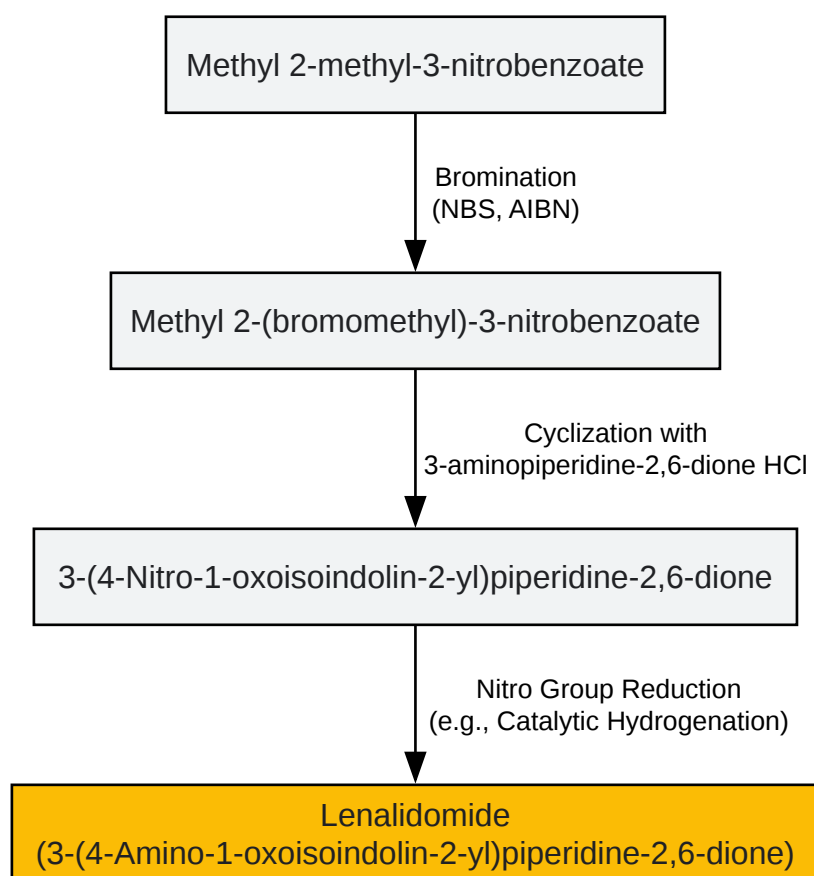 Methyl 2-methyl-3-nitrobenzoate
Bromination
(NBS, AIBN)
Methyl 2-(bromomethyl)-3-nitrobenzoate
Cyclization with
3-aminopiperidine-2,6-dione HCl
3-(4-Nitro-1-oxoisoindolin-2-yl)piperidine-2,6-dione
Nitro Group Reduction
(e.g., Catalytic Hydrogenation)
Lenalidomide
(3-(4-Amino-1-oxoisoindolin-2-yl)piperidine-2,6-dione)